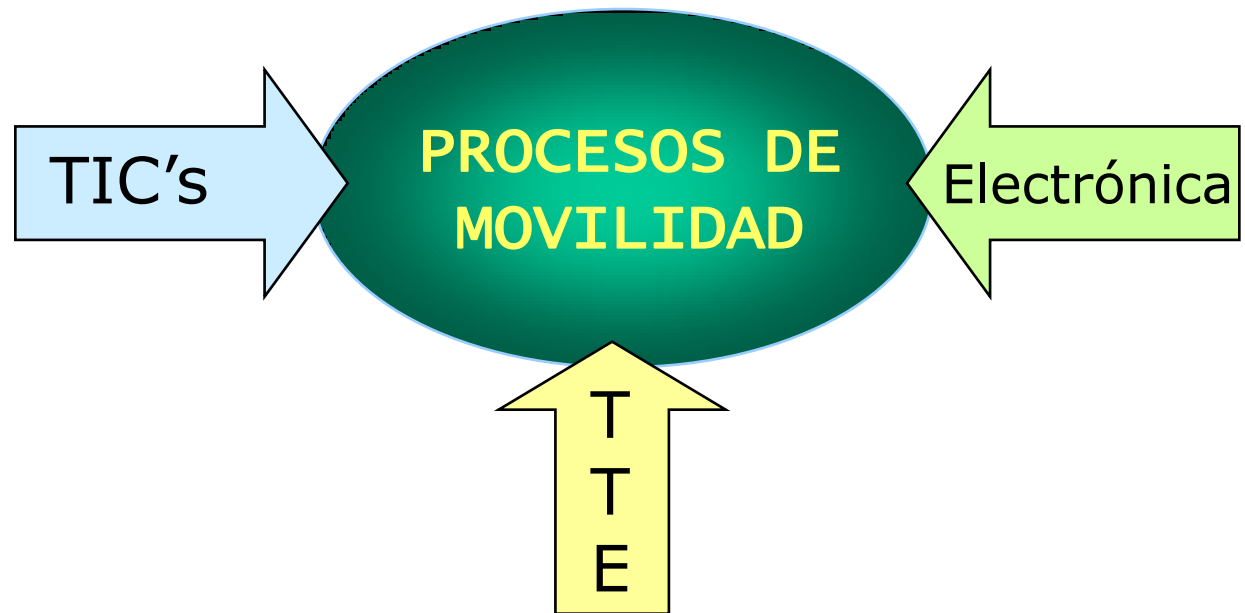 PROCESOS DE
MOVILIDAD
TIC’s
Electrónica
T
T
E